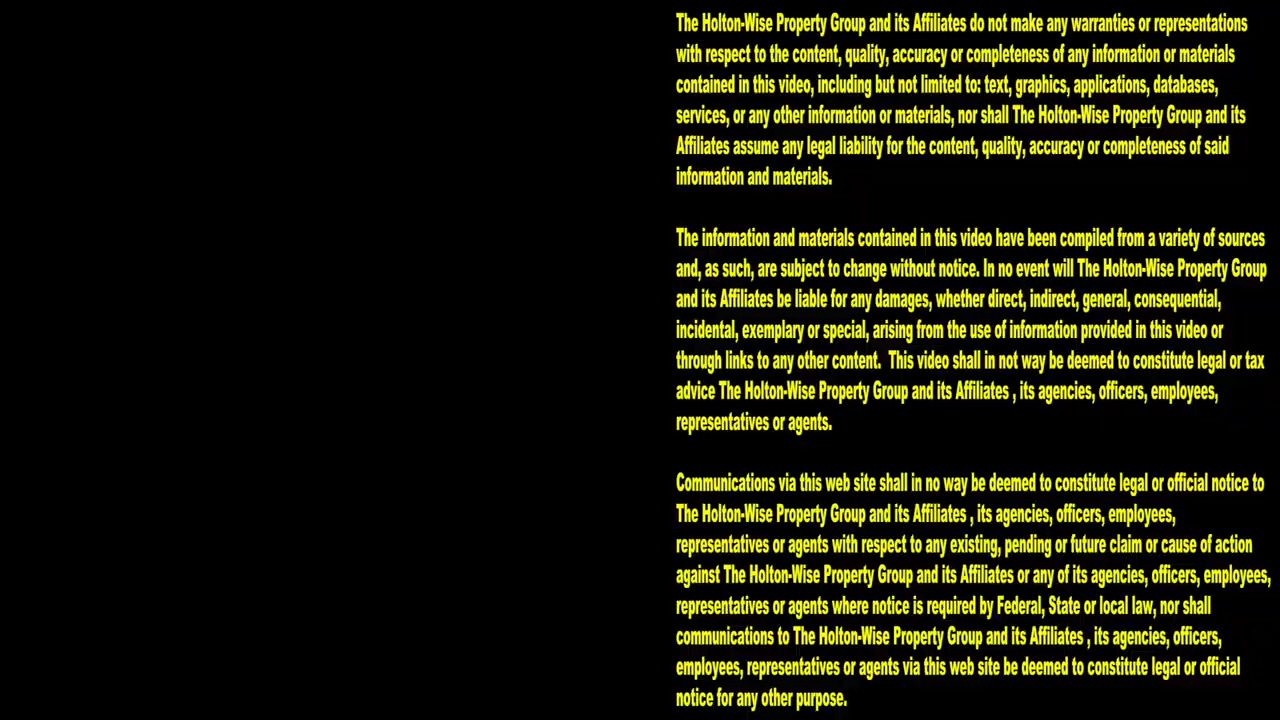 The Holton-Wise Property Group and its Affiliates do not make any warranties or representations
with respect to the content, quality, accuracy or completeness of any information or materials
contained in this video, including but not limited to: text, graphics, applications, databases,
services, or any other information or materials, nor shall The Holton-Wise Property Group and its
Affiliates assume any legal liability for the content, quality, accuracy or completeness of said
information and materials.
The information and materials contained in this video have been compiled from a variety of sources
and, as such, are subject to change without notice. In no event will The Holton-Wise Property Group
and its Affiliates be liable for any damages, whether direct, indirect, general, consequential,
incidental, exemplary or special, arising from the use of information provided in this video or
through links to any other content.  This video shall in not way be deemed to constitute legal or tax
advice The Holton-Wise Property Group and its Affiliates , its agencies, officers, employees,
representatives or agents.
Communications via this web site shall in no way be deemed to constitute legal or official notice to
The Holton-Wise Property Group and its Affiliates , its agencies, officers, employees,
representatives or agents with respect to any existing, pending or future claim or cause of action
against The Holton-Wise Property Group and its Affiliates or any of its agencies, officers, employees,
representatives or agents where notice is required by Federal, State or local law, nor shall
communications to The Holton-Wise Property Group and its Affiliates , its agencies, officers,
employees, representatives or agents via this web site be deemed to constitute legal or official
notice for any other purpose.